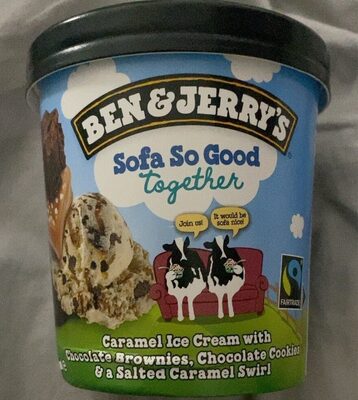 BEN & JERRY'S
Sofa So Good
together
Join us!
It would be
sofa nice!
FAIRTRADE
Caramel Ice Cream with
Chocolate Brownies, Chocolate Cookies
& a Salted Caramel Swirl